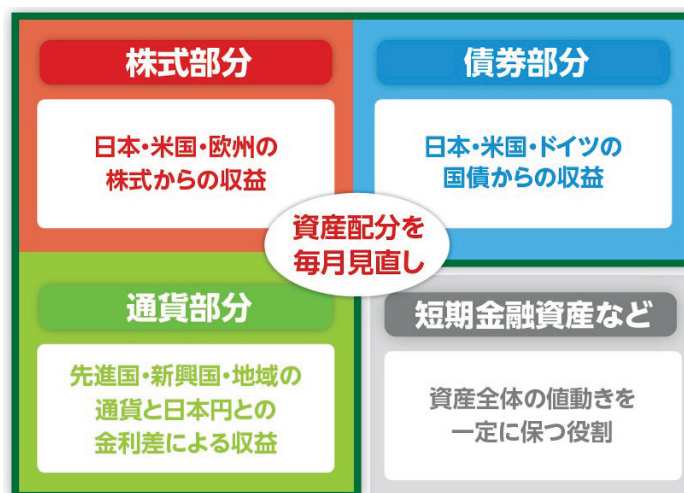 株式部分
日本・米国・欧州の
株式からの収益
債券部分
日本・米国・ドイツの
国債からの収益
資産配分を
毎月見直し
通貨部分
先進国・新興国・地域の
通貨と日本円との
金利差による収益
短期金融資産など
資産全体の値動きを
一定に保つ役割